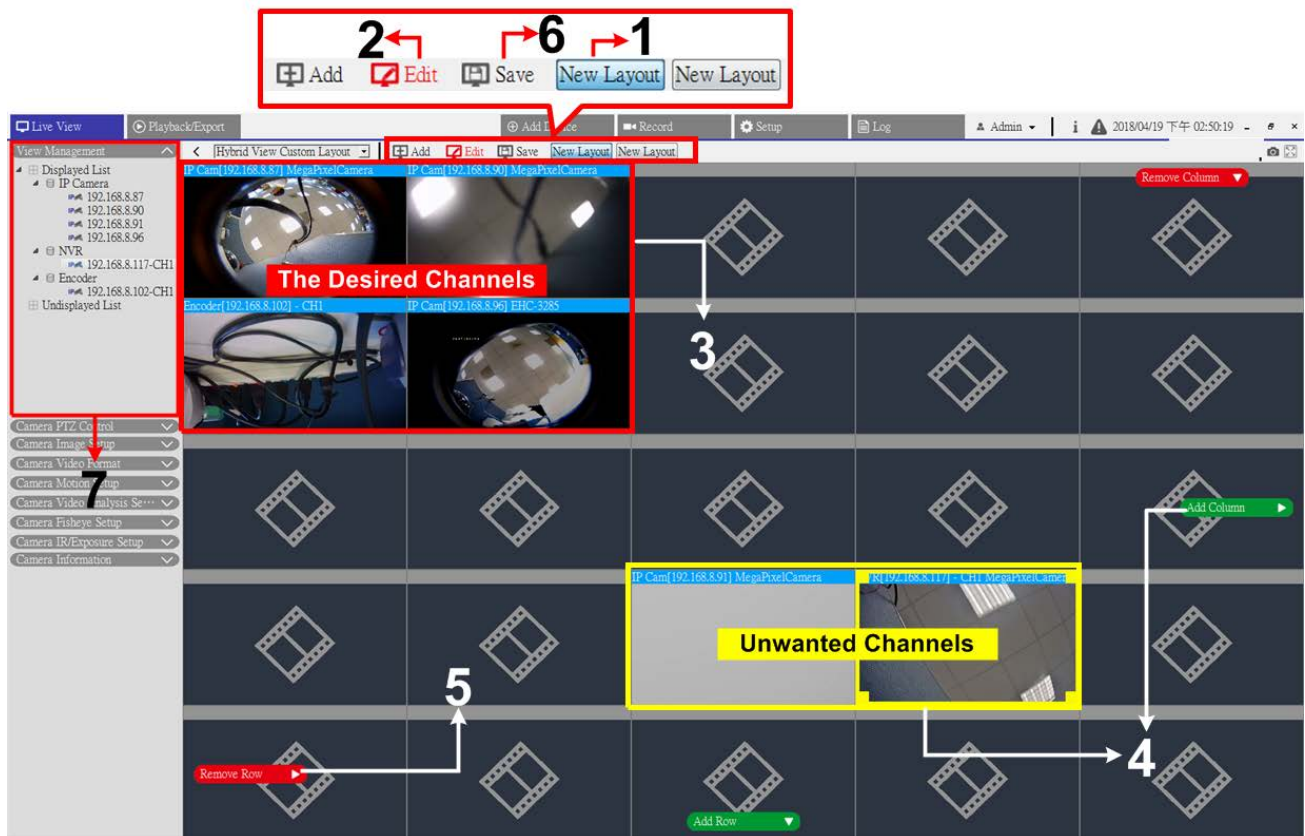 2 6 1
Add Edit Save New Layout New Layout
Live View Playback/Export Add Device Record Setup Log Admin i 2018/04/19 下午 02:50:19
View Management Hybrid View Custom Layout Add Edit Save New Layout New Layout
Displayed List
IP Camera
192.168.8.87
192.168.8.90
192.168.8.91
192.168.8.96
NVR
192.168.8.117-CH1
Encoder
192.168.8.102-CH1
Undisplayed List
IP Cam[192.168.8.87] MegaPixelCamera IP Cam[192.168.8.90] MegaPixelCamera
Remove Column
The Desired Channels
Encoder[192.168.8.102] - CH1 IP Cam[192.168.8.96] EHC-3285
3
Camera PTZ Control
Camera Image Setup
Camera Video Format
Camera Motion Setup
Camera Video Analysis Se···
Camera Fisheye Setup
Camera IR/Exposure Setup
Camera Information
7
Add Column
IP Cam[192.168.8.91] MegaPixelCamera VR[192.168.8.117] - CH1 MegaPixelCamer
Unwanted Channels
5
4
Remove Row
Add Row